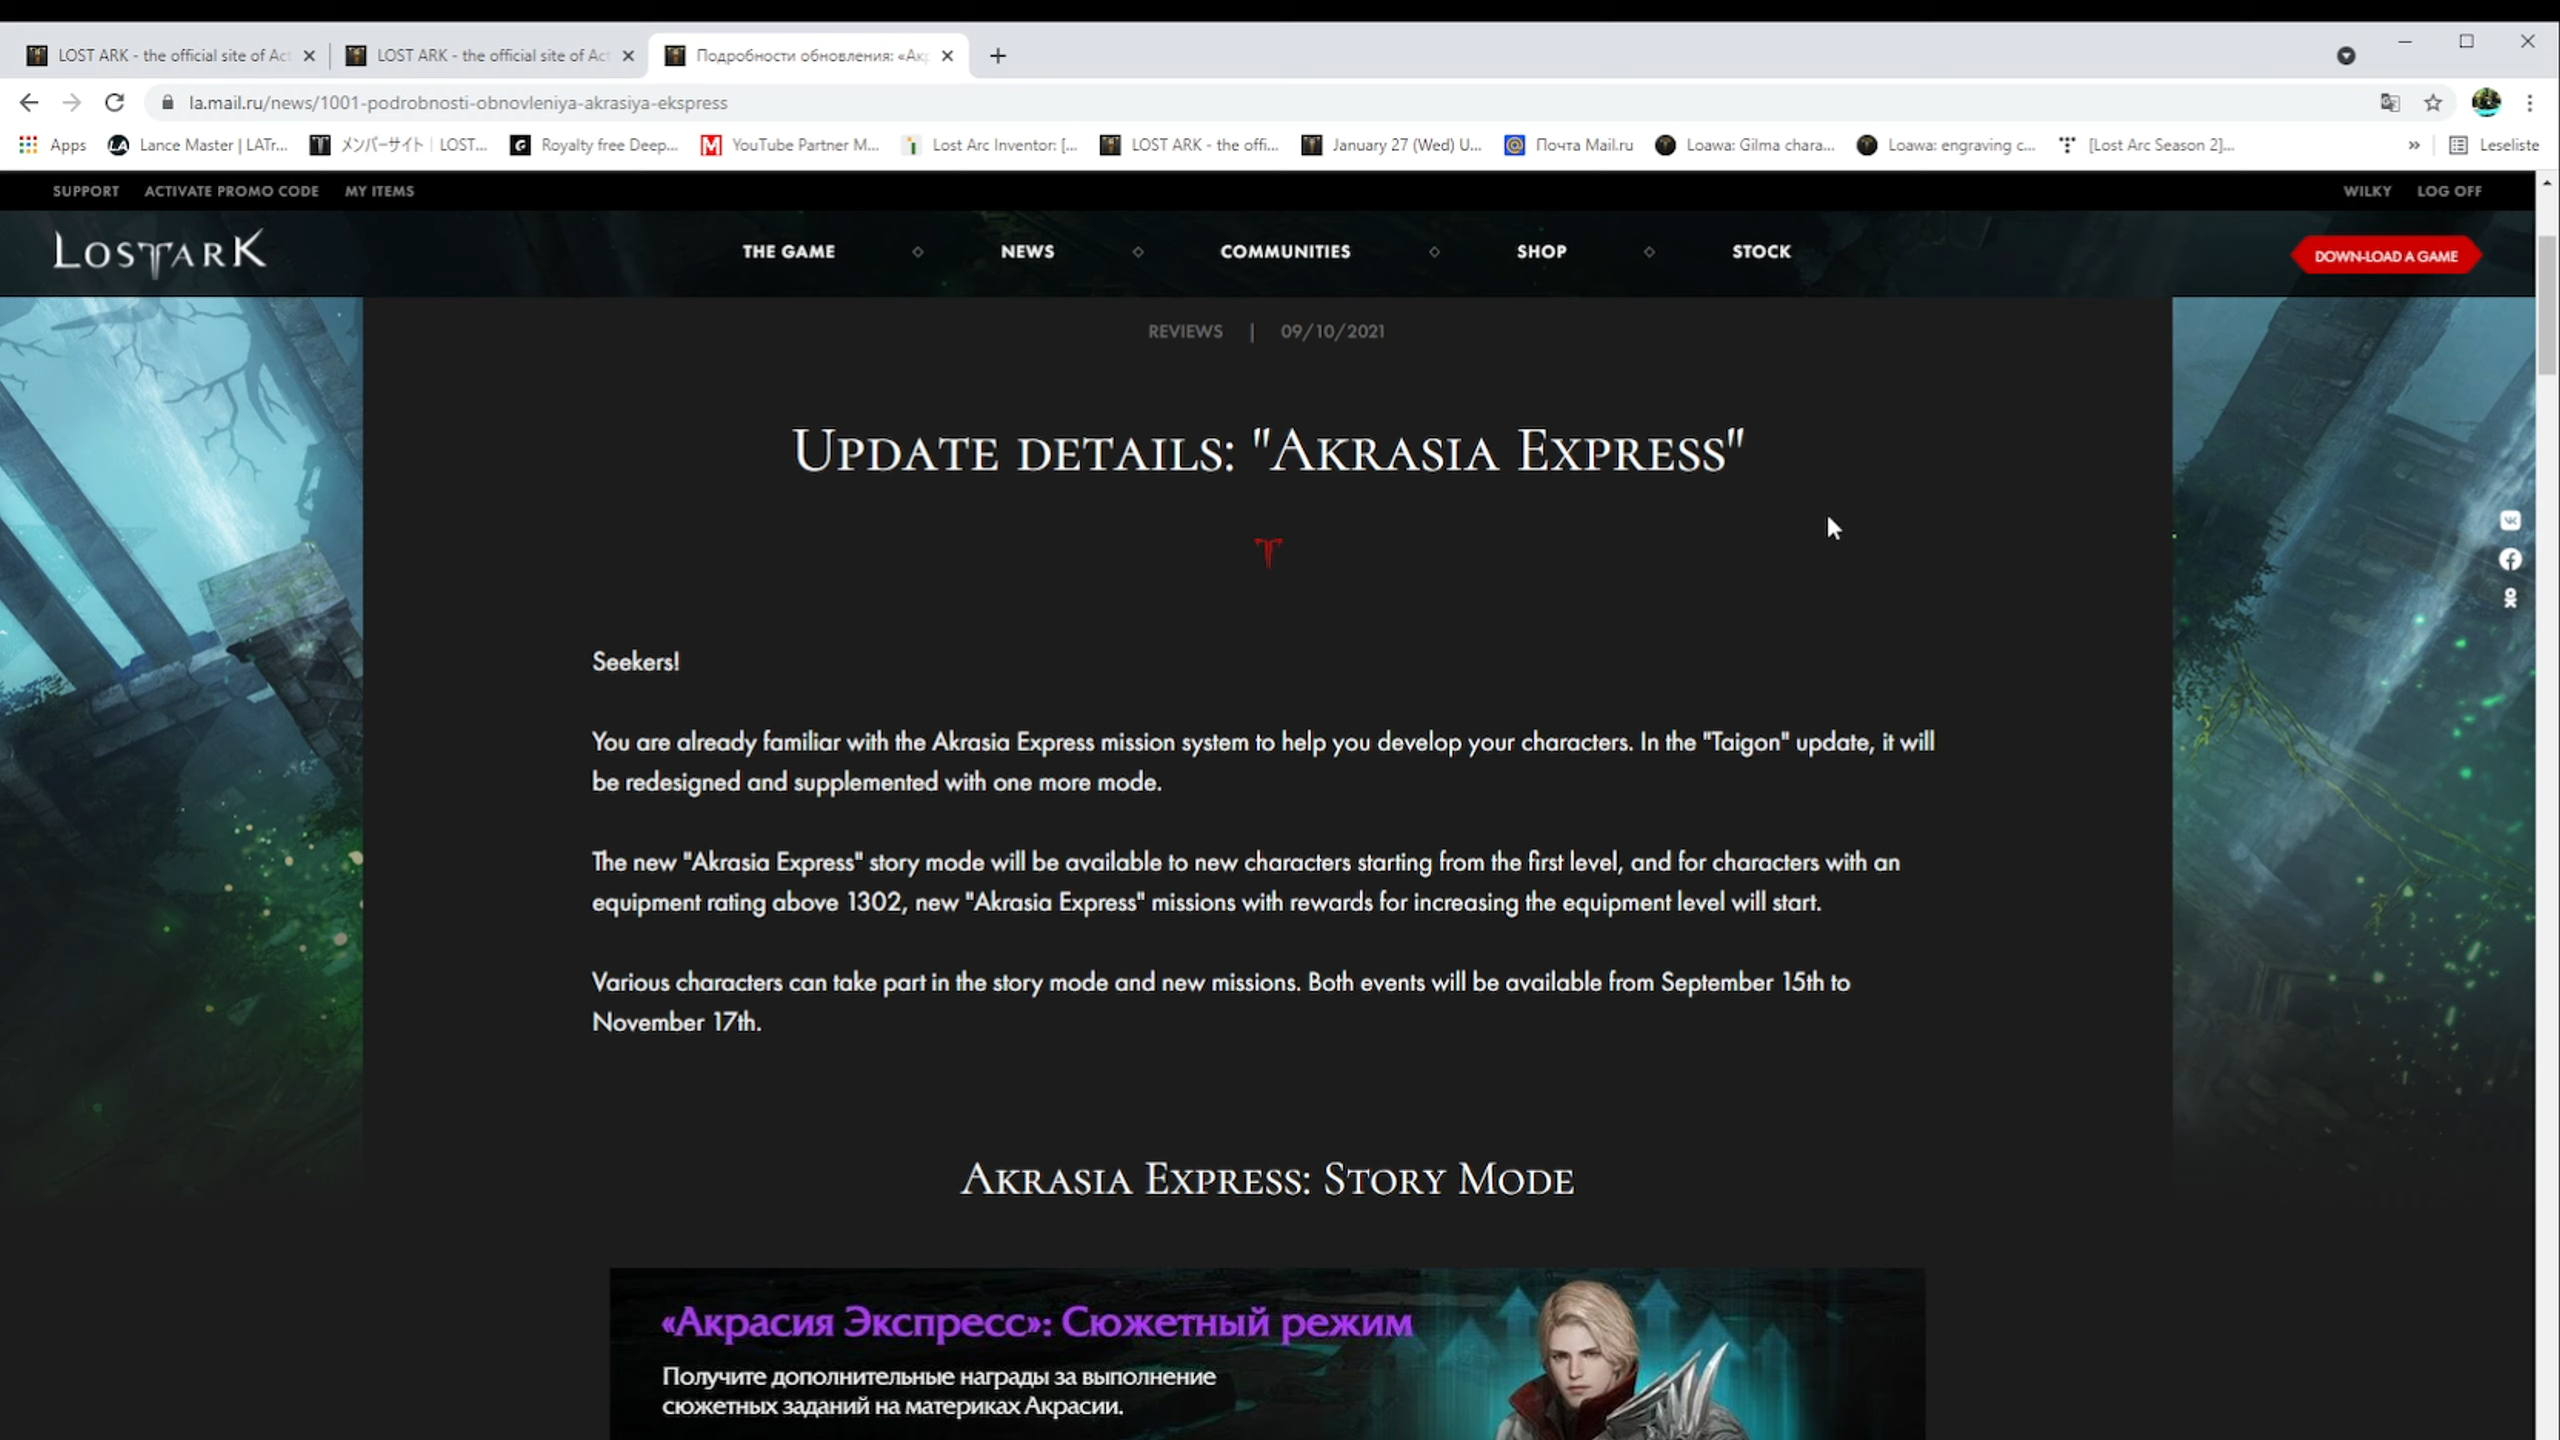 LOST ARK - the official site of Act
LOST ARK - the official site of Act
Подробности обновления: «Акр
la.mail.ru/news/1001-podrobnosti-obnovleniya-akrasiya-ekspress
Apps
Lance Master | LATr...
メンバーサイト | LOST...
Royalty free Deep...
YouTube Partner M...
Lost Arc Inventor: [...
LOST ARK - the offi...
January 27 (Wed) U...
Почта Mail.ru
Loawa: Gilma chara...
Loawa: engraving c...
[Lost Arc Season 2]...
»
Leseliste
SUPPORT ACTIVATE PROMO CODE MY ITEMS
WILKY LOG OFF
LOST ARK
THE GAME
NEWS
COMMUNITIES
SHOP
STOCK
DOWN-LOAD A GAME
REVIEWS | 09/10/2021
Update details: "Akrasia Express"
Seekers!
You are already familiar with the Akrasia Express mission system to help you develop your characters. In the "Taigon" update, it will
be redesigned and supplemented with one more mode.
The new "Akrasia Express" story mode will be available to new characters starting from the first level, and for characters with an
equipment rating above 1302, new "Akrasia Express" missions with rewards for increasing the equipment level will start.
Various characters can take part in the story mode and new missions. Both events will be available from September 15th to
November 17th.
Akrasia Express: Story Mode
«Акрасия Экспресс»: Сюжетный режим
Получите дополнительные награды за выполнение
сюжетных заданий на материках Акрасии.